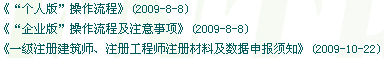 《“个人版”操作流程》(2009-8-8)
《“企业版”操作流程及注意事项》(2009-8-8)
《一级注册建筑师、注册工程师注册材料及数据申报须知》(2009-10-22)